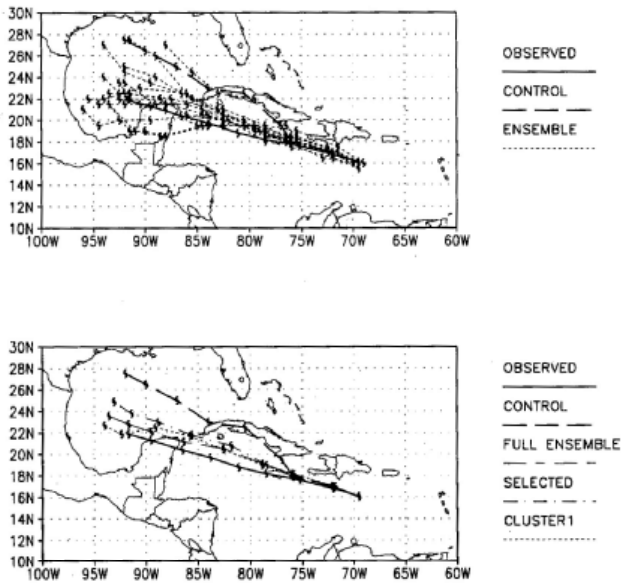 30N
28N
26N
24N
22N
20N
18N
16N
14N
12N
10N
100W 95W 90W 85W 80W 75W 70W 65W 60W
OBSERVED
CONTROL
ENSEMBLE
30N
28N
26N
24N
22N
20N
18N
16N
14N
12N
10N
100W 95W 90W 85W 80W 75W 70W 65W 60W
OBSERVED
CONTROL
FULL ENSEMBLE
SELECTED
CLUSTER1